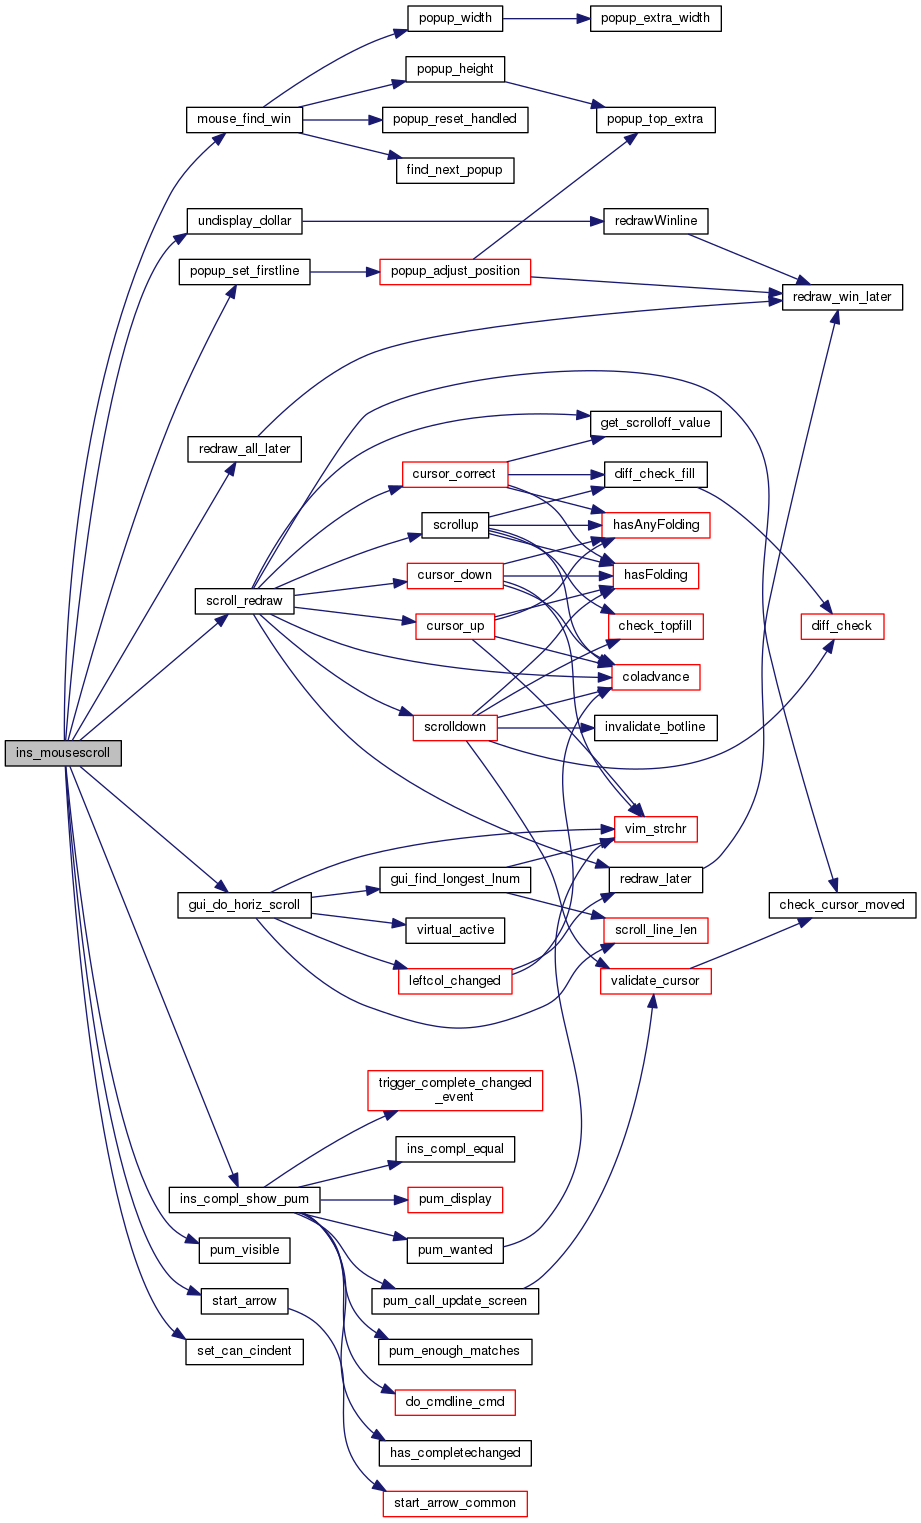 popup_width
popup_extra_width
popup_height
mouse_find_win
popup_reset_handled
popup_top_extra
find_next_popup
undisplay_dollar
redrawWinline
popup_set_firstline
popup_adjust_position
redraw_win_later
get_scrolloff_value
redraw_all_later
cursor_correct
diff_check_fill
scrollup
hasAnyFolding
cursor_down
hasFolding
scroll_redraw
cursor_up
check_topfill
diff_check
coladvance
scrolldown
invalidate_botline
ins_mousescroll
vim_strchr
gui_find_longest_lnum
redraw_later
gui_do_horiz_scroll
check_cursor_moved
virtual_active
scroll_line_len
leftcol_changed
validate_cursor
trigger_complete_changed
_event
ins_compl_equal
ins_compl_show_pum
pum_display
pum_visible
pum_wanted
start_arrow
pum_call_update_screen
set_can_cindent
pum_enough_matches
do_cmdline_cmd
has_completechanged
start_arrow_common